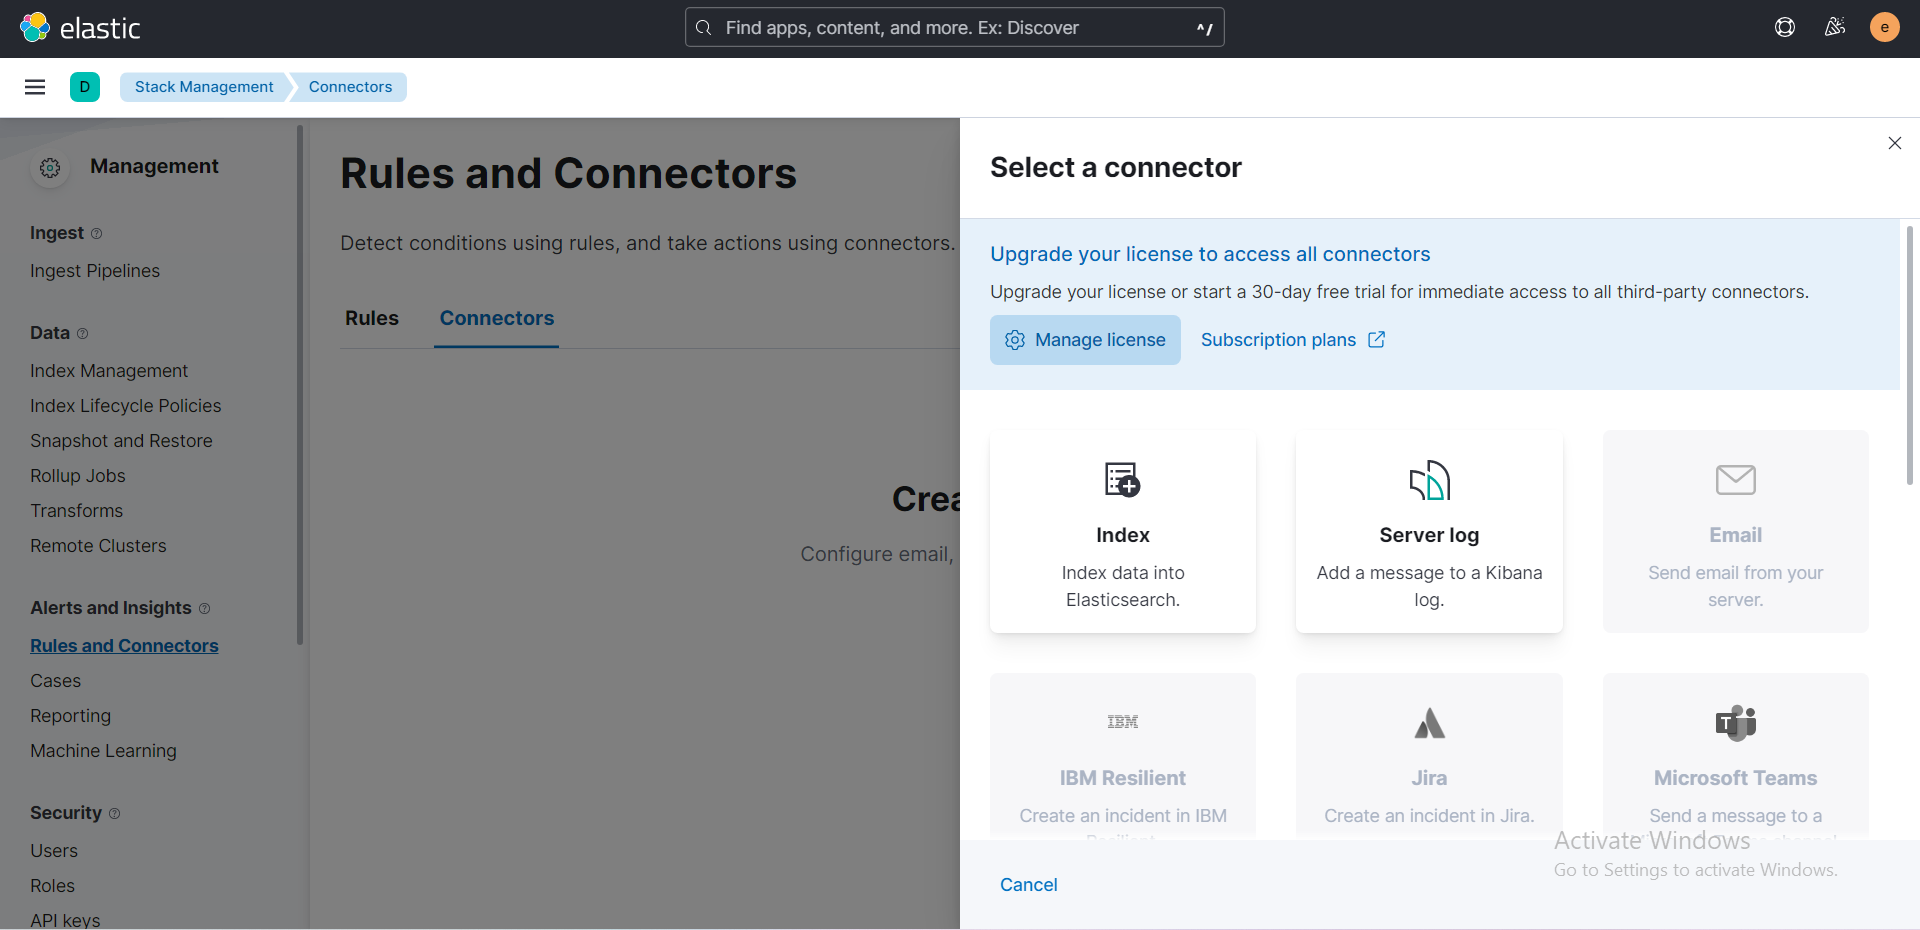 elastic
Find apps, content, and more. Ex: Discover
^/
e
D
Stack Management
Connectors
Management
Ingest
Ingest Pipelines
Data
Index Management
Index Lifecycle Policies
Snapshot and Restore
Rollup Jobs
Transforms
Remote Clusters
Alerts and Insights
Rules and Connectors
Cases
Reporting
Machine Learning
Security
Users
Roles
API keys
Rules and Connectors
Detect conditions using rules, and take actions using connectors.
Rules
Connectors
Crea
Configure email,
Select a connector
Upgrade your license to access all connectors
Upgrade your license or start a 30-day free trial for immediate access to all third-party connectors.
Manage license
Subscription plans
Index
Index data into
Elasticsearch.
Server log
Add a message to a Kibana
log.
Email
Send email from your
server.
IBM
IBM Resilient
Create an incident in IBM
Jira
Create an incident in Jira.
T
Microsoft Teams
Send a message to a
Cancel
Activate Windows
Go to Settings to activate Windows.